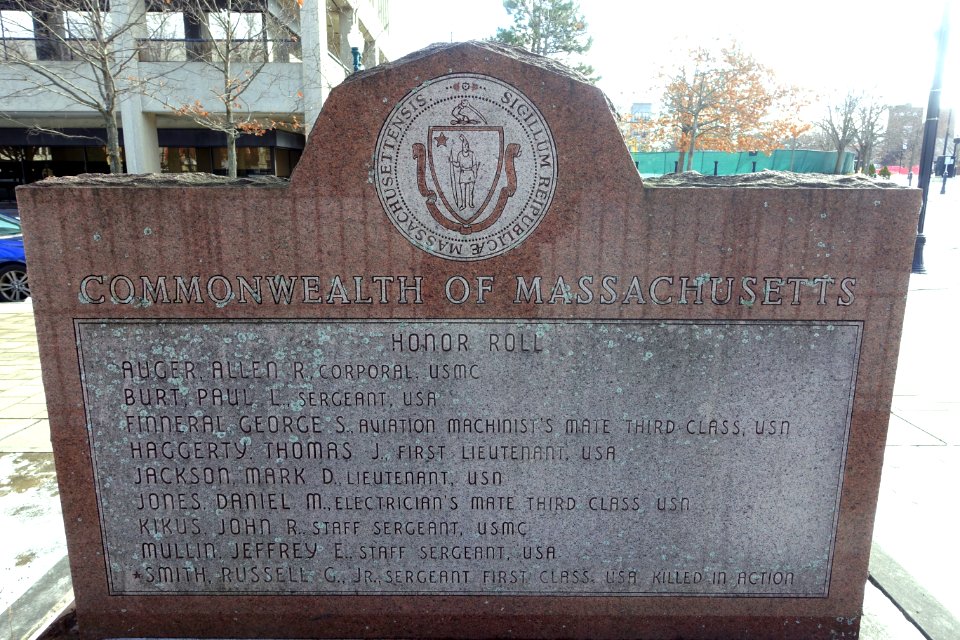 SIGILLUM REIPUBLICÆ MASSACHUSETTENSIS
COMMONWEALTH OF MASSACHUSETTS
HONOR ROLL
AUGER, ALLEN R., CORPORAL, USMC
BURT, PAUL L., SERGEANT, USA
FINNERAL GEORGE S., AVIATION MACHINIST'S MATE THIRD CLASS, USN
HAGGERTY, THOMAS J., FIRST LIEUTENANT, USA
JACKSON, MARK D., LIEUTENANT, USN
JONES, DANIEL M., ELECTRICIAN'S MATE THIRD CLASS USN
KIKUS, JOHN R., STAFF SERGEANT, USMC
MULLIN, JEFFREY E., STAFF SERGEANT, USA
*SMITH, RUSSELL G., JR., SERGEANT FIRST CLASS, USA KILLED IN ACTION